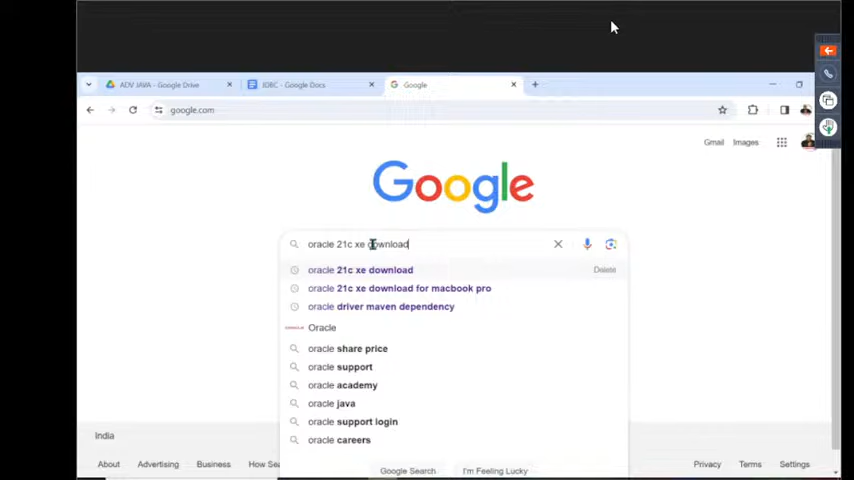 ADV JAVA - Google Drive
JDBC - Google Docs
Google
google.com
Gmail Images
Google
oracle 21c xe download
oracle 21c xe download Delete
oracle 21c xe download for macbook pro
oracle driver maven dependency
ORACLE Oracle
oracle share price
oracle support
oracle academy
oracle java
oracle support login
oracle careers
India
About Advertising Business How Sea
Google Search I'm Feeling Lucky
Privacy Terms Settings